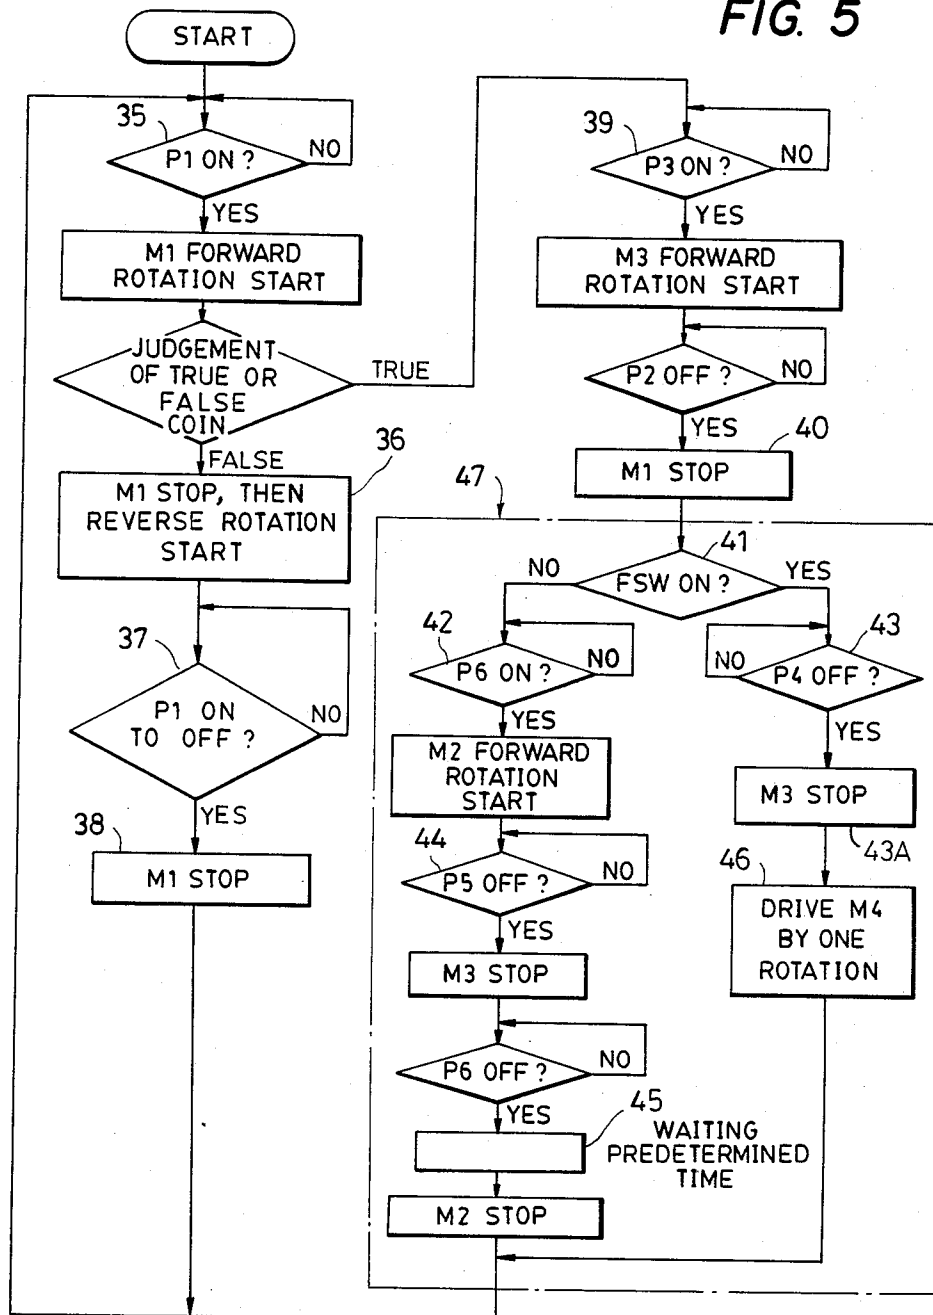 FIG. 5
START
35
P1 ON ?
NO
YES
M1 FORWARD
ROTATION START
JUDGEMENT
OF TRUE OR
FALSE
COIN
TRUE
FALSE
36
M1 STOP, THEN
REVERSE ROTATION
START
37
P1 ON
TO OFF ?
NO
YES
38
M1 STOP
39
P3 ON ?
NO
YES
M3 FORWARD
ROTATION START
P2 OFF ?
NO
YES
40
M1 STOP
47
41
FSW ON ?
NO
YES
42
P6 ON ?
NO
YES
M2 FORWARD
ROTATION
START
44
P5 OFF ?
NO
YES
M3 STOP
P6 OFF ?
NO
YES
45
WAITING
PREDETERMINED
TIME
M2 STOP
43
P4 OFF ?
NO
YES
M3 STOP
43A
46
DRIVE M4
BY ONE
ROTATION